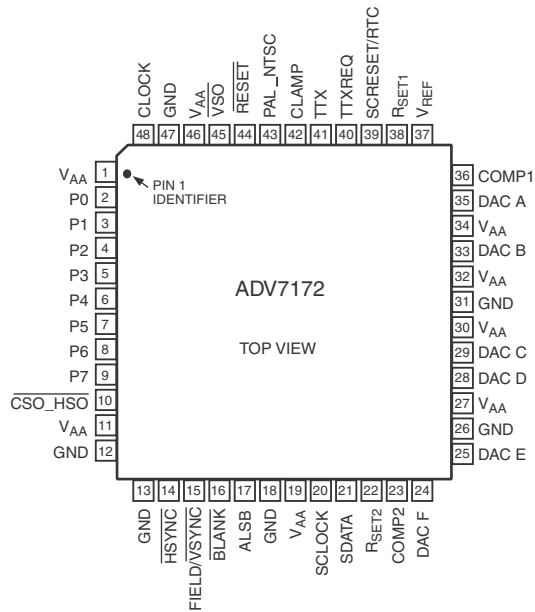 CLOCK
GND
VAA
VSO
RESET
PAL_NTSC
CLAMP
TTX
TTXREQ
SCRESET/RTC
RSET1
VREF
48 47 46 45 44 43 42 41 40 39 38 37
VAA 1
P0 2
P1 3
P2 4
P3 5
P4 6
P5 7
P6 8
P7 9
CSO_HSO 10
VAA 11
GND 12
PIN 1
IDENTIFIER
ADV7172
TOP VIEW
36 COMP1
35 DAC A
34 VAA
33 DAC B
32 VAA
31 GND
30 VAA
29 DAC C
28 DAC D
27 VAA
26 GND
25 DAC E
13 14 15 16 17 18 19 20 21 22 23 24
GND
HSYNC
FIELD/VSYNC
BLANK
ALSB
GND
VAA
SCLOCK
SDATA
RSET2
COMP2
DAC F